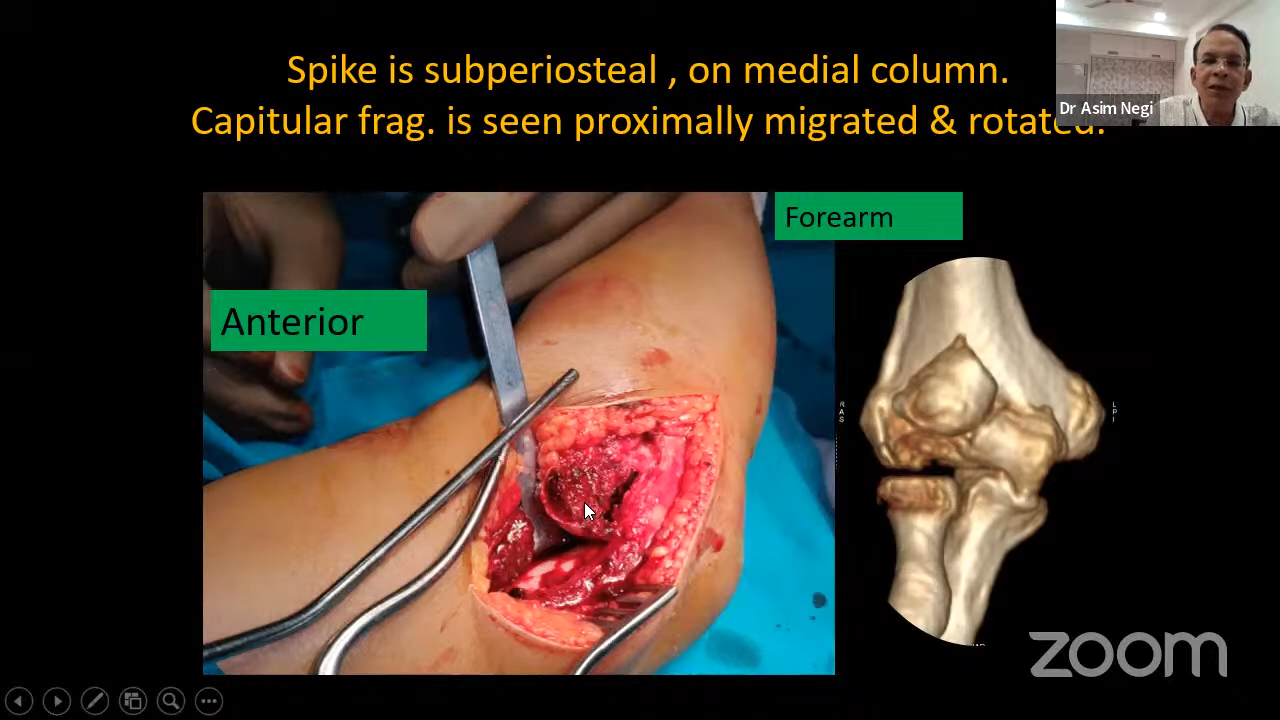 Spike is subperiosteal , on medial column.
Capitular frag. is seen proximally migrated & rotated.
Dr Asim Negi
Forearm
Anterior
R
A
S
L
P
I
zoom